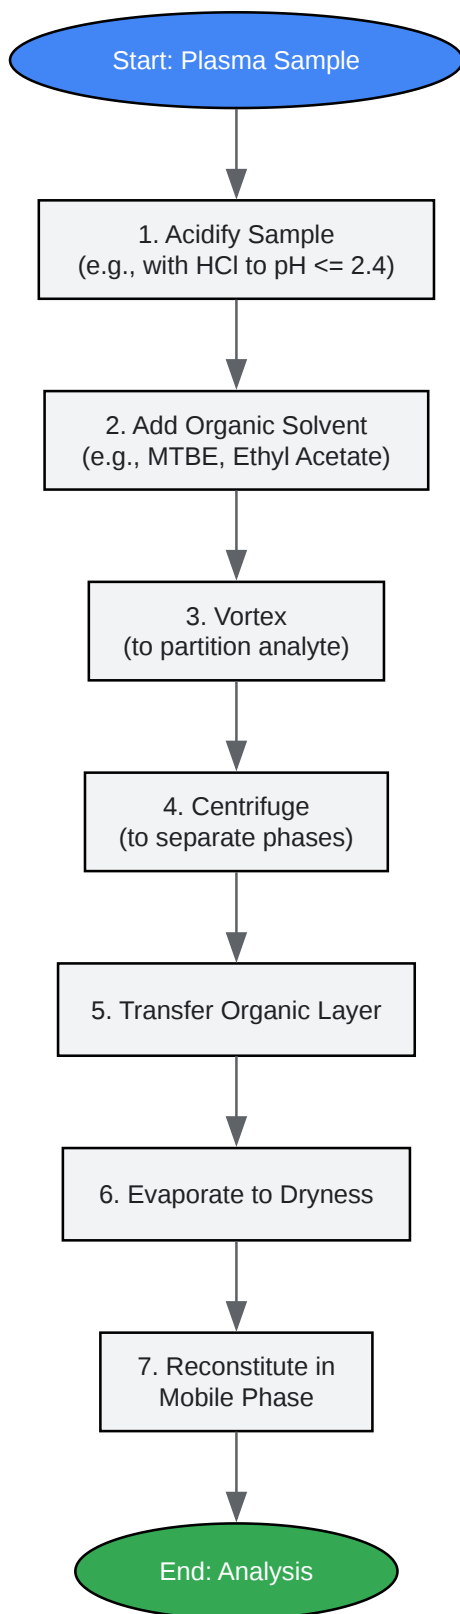 Start: Plasma Sample
1. Acidify Sample
(e.g., with HCl to pH <= 2.4)
2. Add Organic Solvent
(e.g., MTBE, Ethyl Acetate)
3. Vortex
(to partition analyte)
4. Centrifuge
(to separate phases)
5. Transfer Organic Layer
6. Evaporate to Dryness
7. Reconstitute in
Mobile Phase
End: Analysis